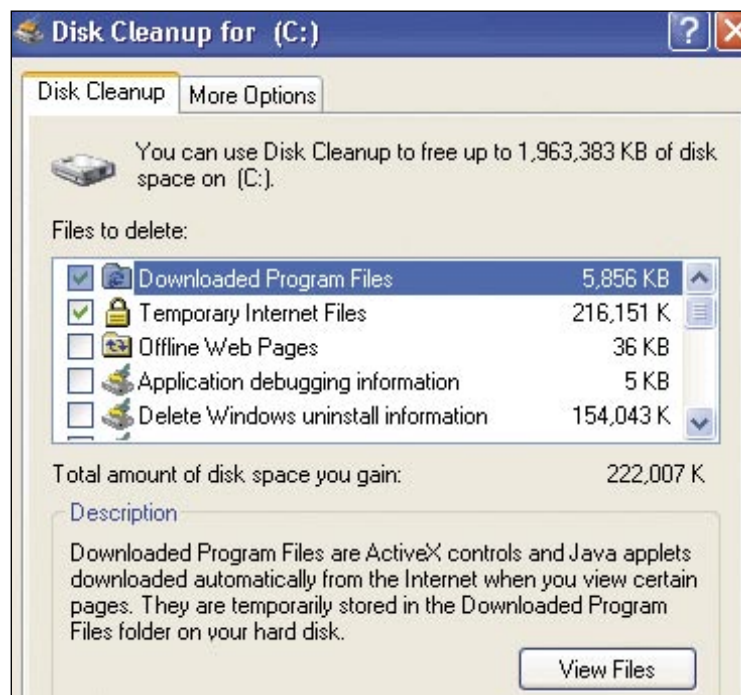 Disk Cleanup for (C:)
?
Disk Cleanup
More Options
You can use Disk Cleanup to free up to 1,963,383 KB of disk
space on (C:).
Files to delete:
Downloaded Program Files 5,856 KB
Temporary Internet Files 216,151 K
Offline Web Pages 36 KB
Application debugging information 5 KB
Delete Windows uninstall information 154,043 K
Total amount of disk space you gain: 222,007 K
Description
Downloaded Program Files are ActiveX controls and Java applets
downloaded automatically from the Internet when you view certain
pages. They are temporarily stored in the Downloaded Program
Files folder on your hard disk.
View Files